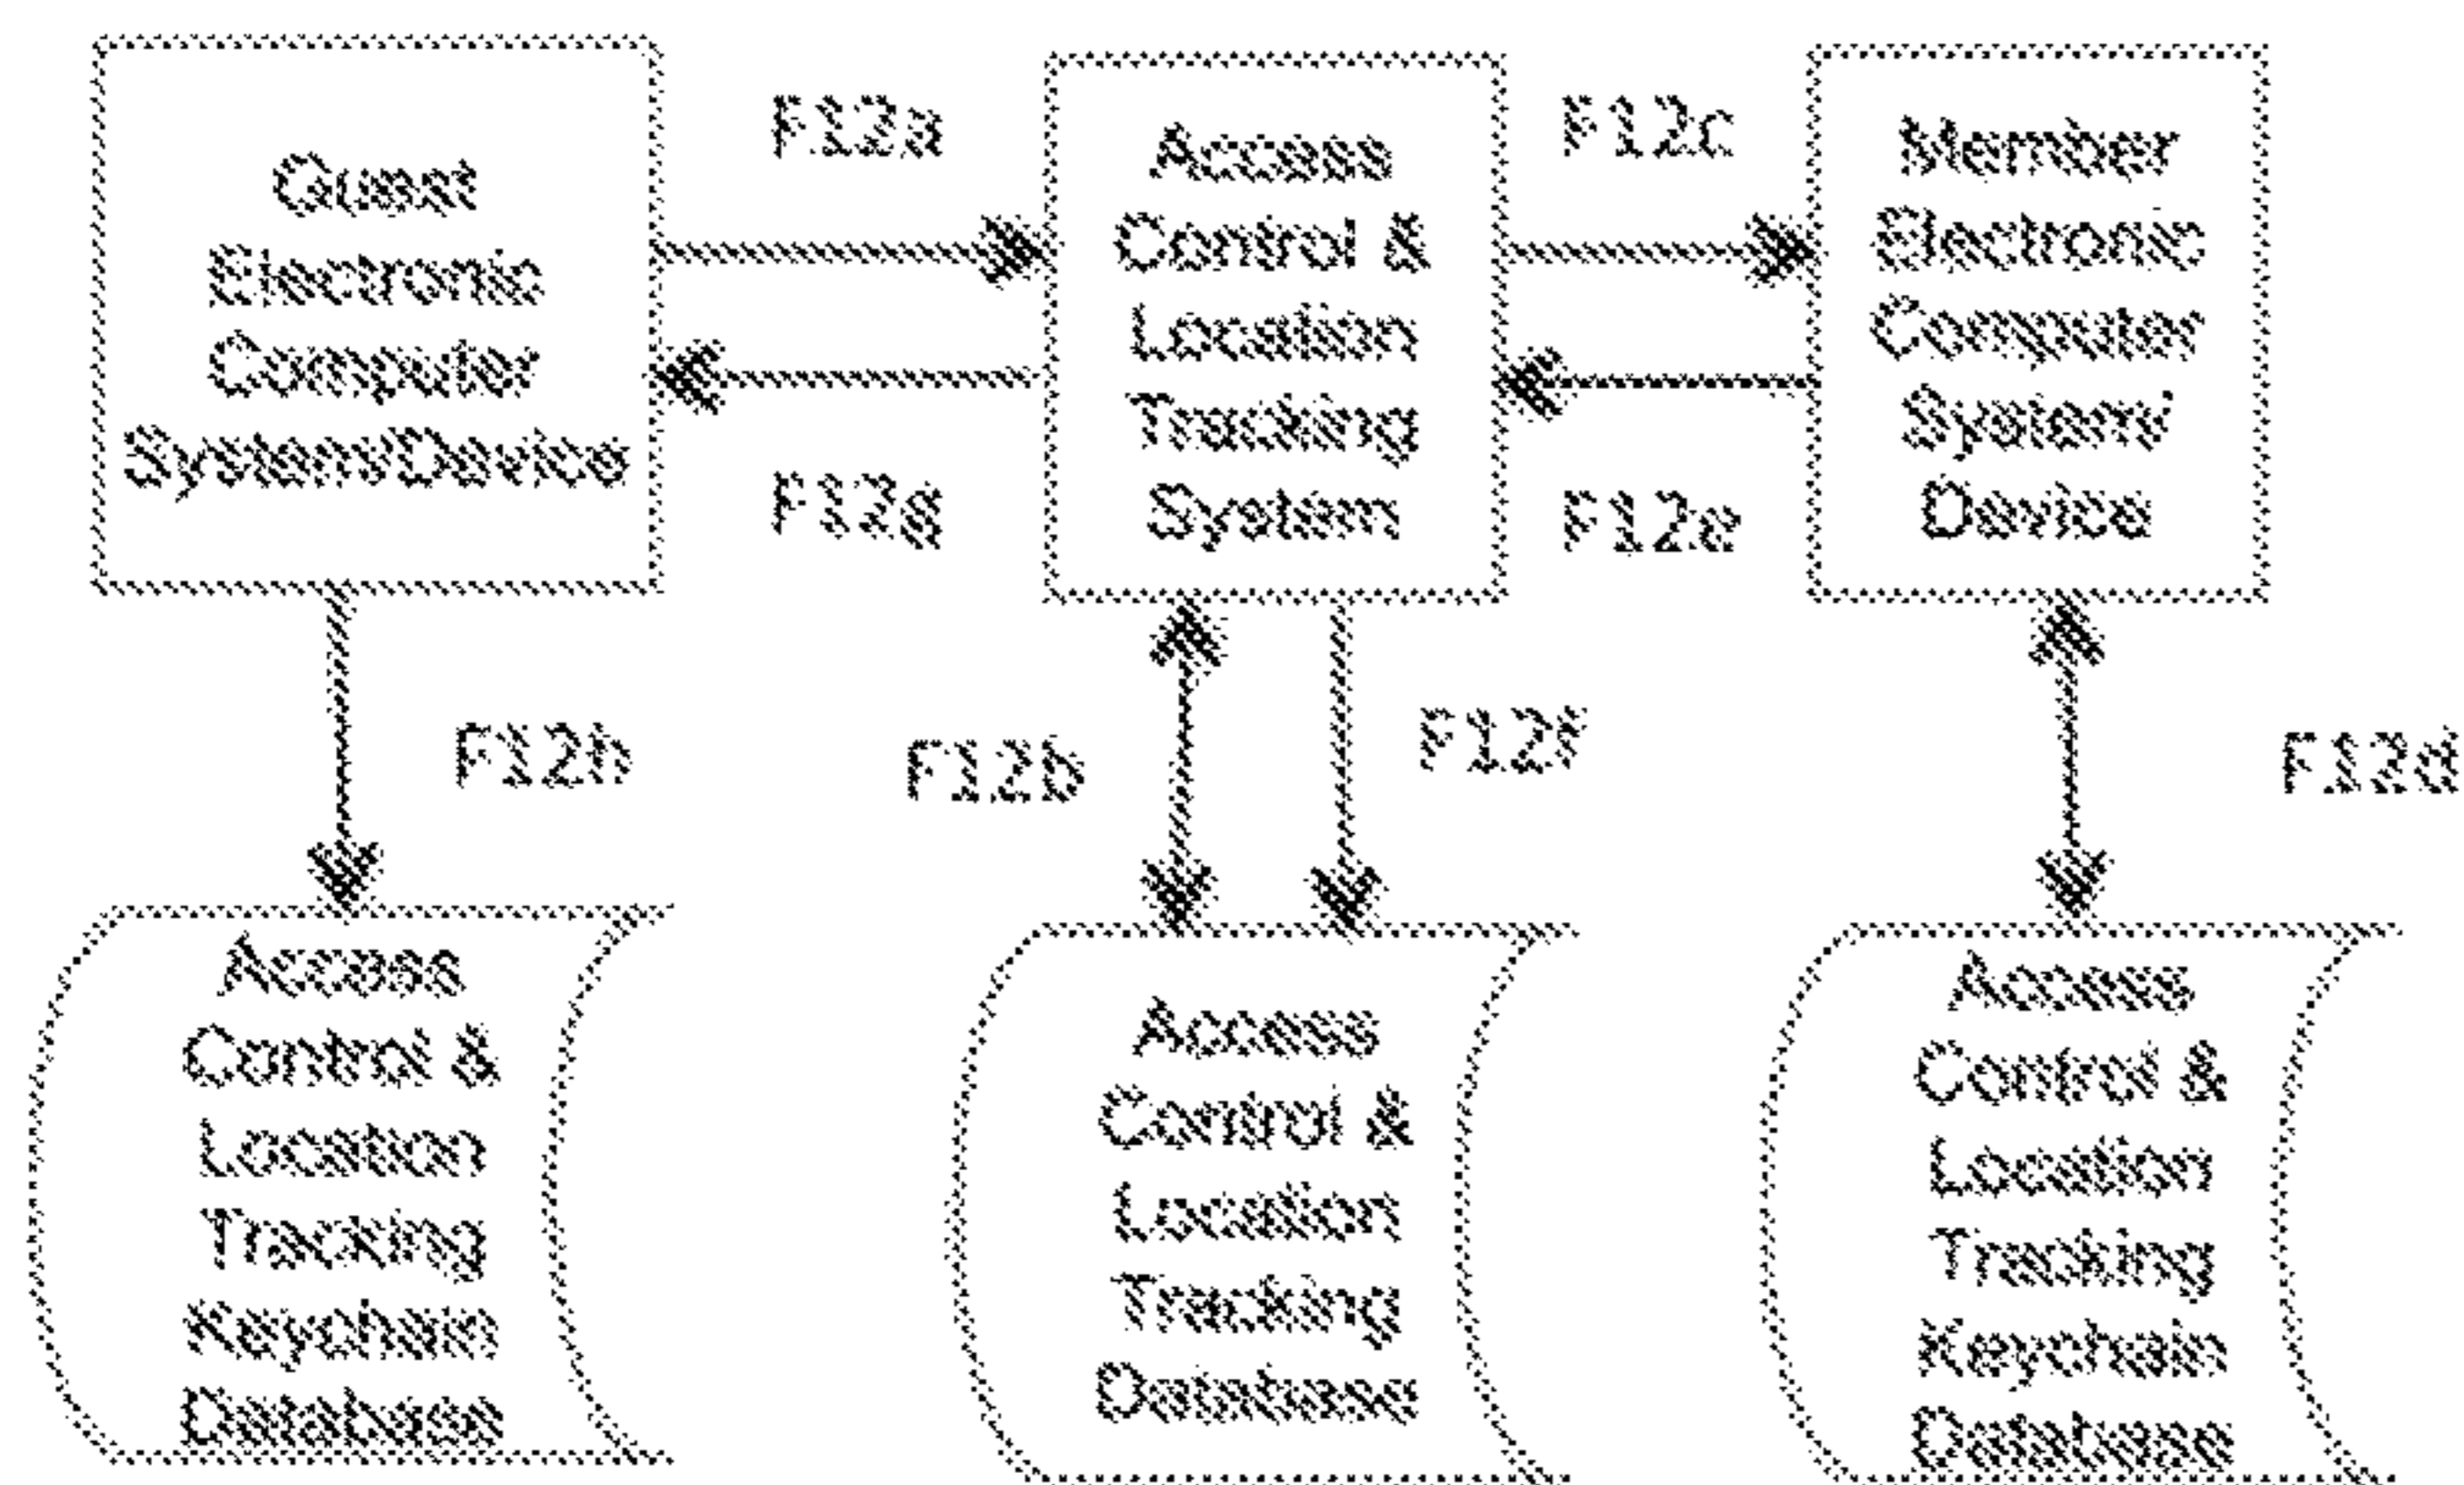 Guest
Electronic
Computer
System/Device
F12a
F12g
Access
Control &
Location
Tracking
System
F12c
F12e
Member
Electronic
Computer
System/
Device
F12h
F12b
F12f
F12d
Access
Control &
Location
Tracking
Keychain
Database
Access
Control &
Location
Tracking
Database
Access
Control &
Location
Tracking
Keychain
Database